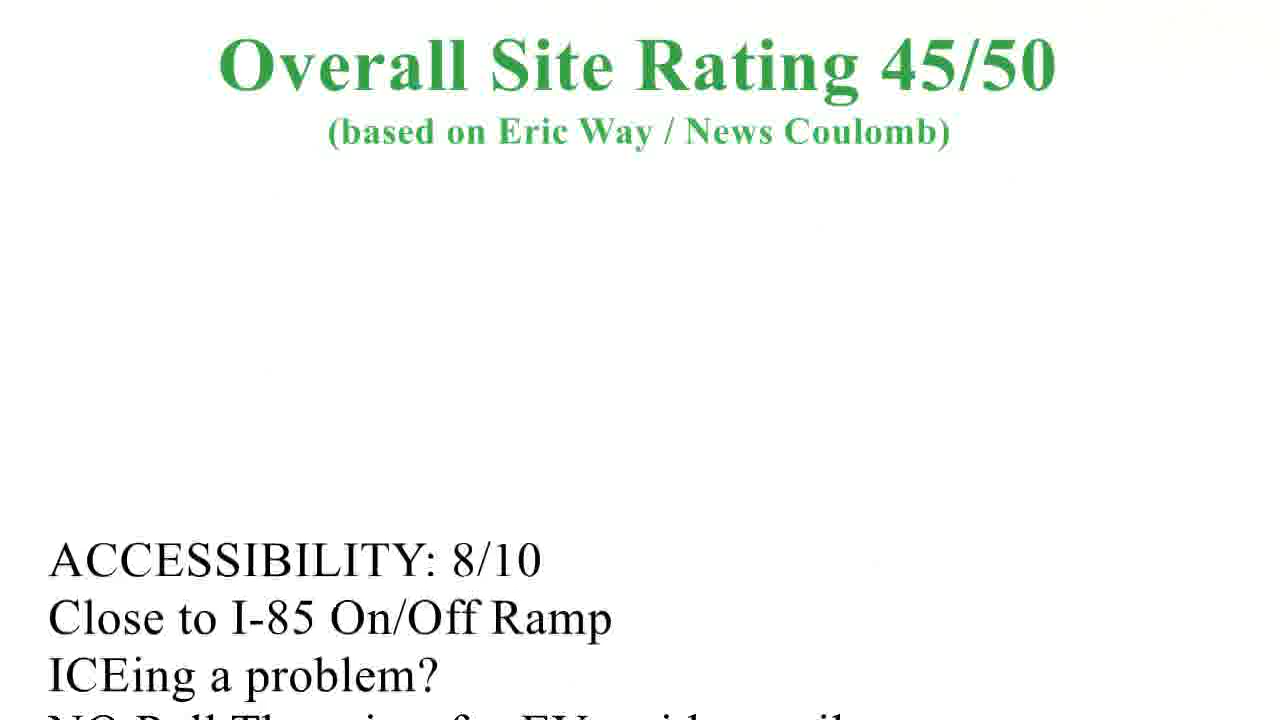 Overall Site Rating 45/50
(based on Eric Way / News Coulomb)
ACCESSIBILITY: 8/10
Close to I-85 On/Off Ramp
ICEing a problem?